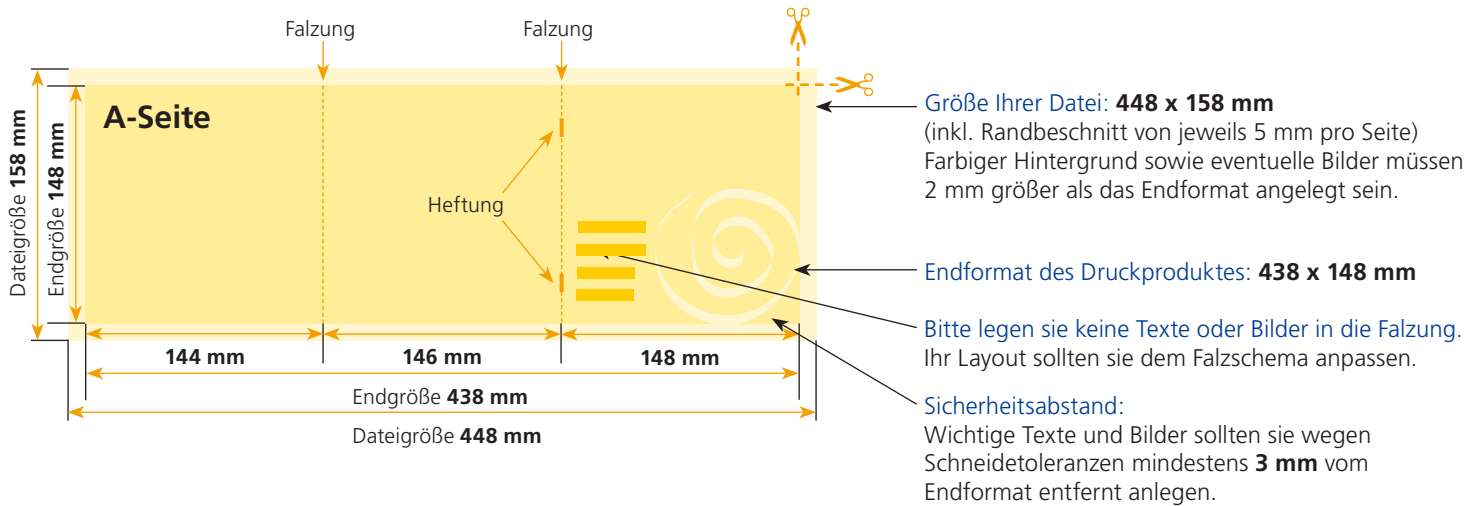 Falzung
Falzung
A-Seite
Dateigröße 158 mm
Endgröße 148 mm
Heftung
144 mm
146 mm
148 mm
Endgröße 438 mm
Dateigröße 448 mm
Größe Ihrer Datei: 448 x 158 mm
(inkl. Randbeschnitt von jeweils 5 mm pro Seite)
Farbiger Hintergrund sowie eventuelle Bilder müssen
2 mm größer als das Endformat angelegt sein.
Endformat des Druckproduktes: 438 x 148 mm
Bitte legen sie keine Texte oder Bilder in die Falzung.
Ihr Layout sollten sie dem Falzschema anpassen.
Sicherheitsabstand:
Wichtige Texte und Bilder sollten sie wegen
Schneidetoleranzen mindestens 3 mm vom
Endformat entfernt anlegen.